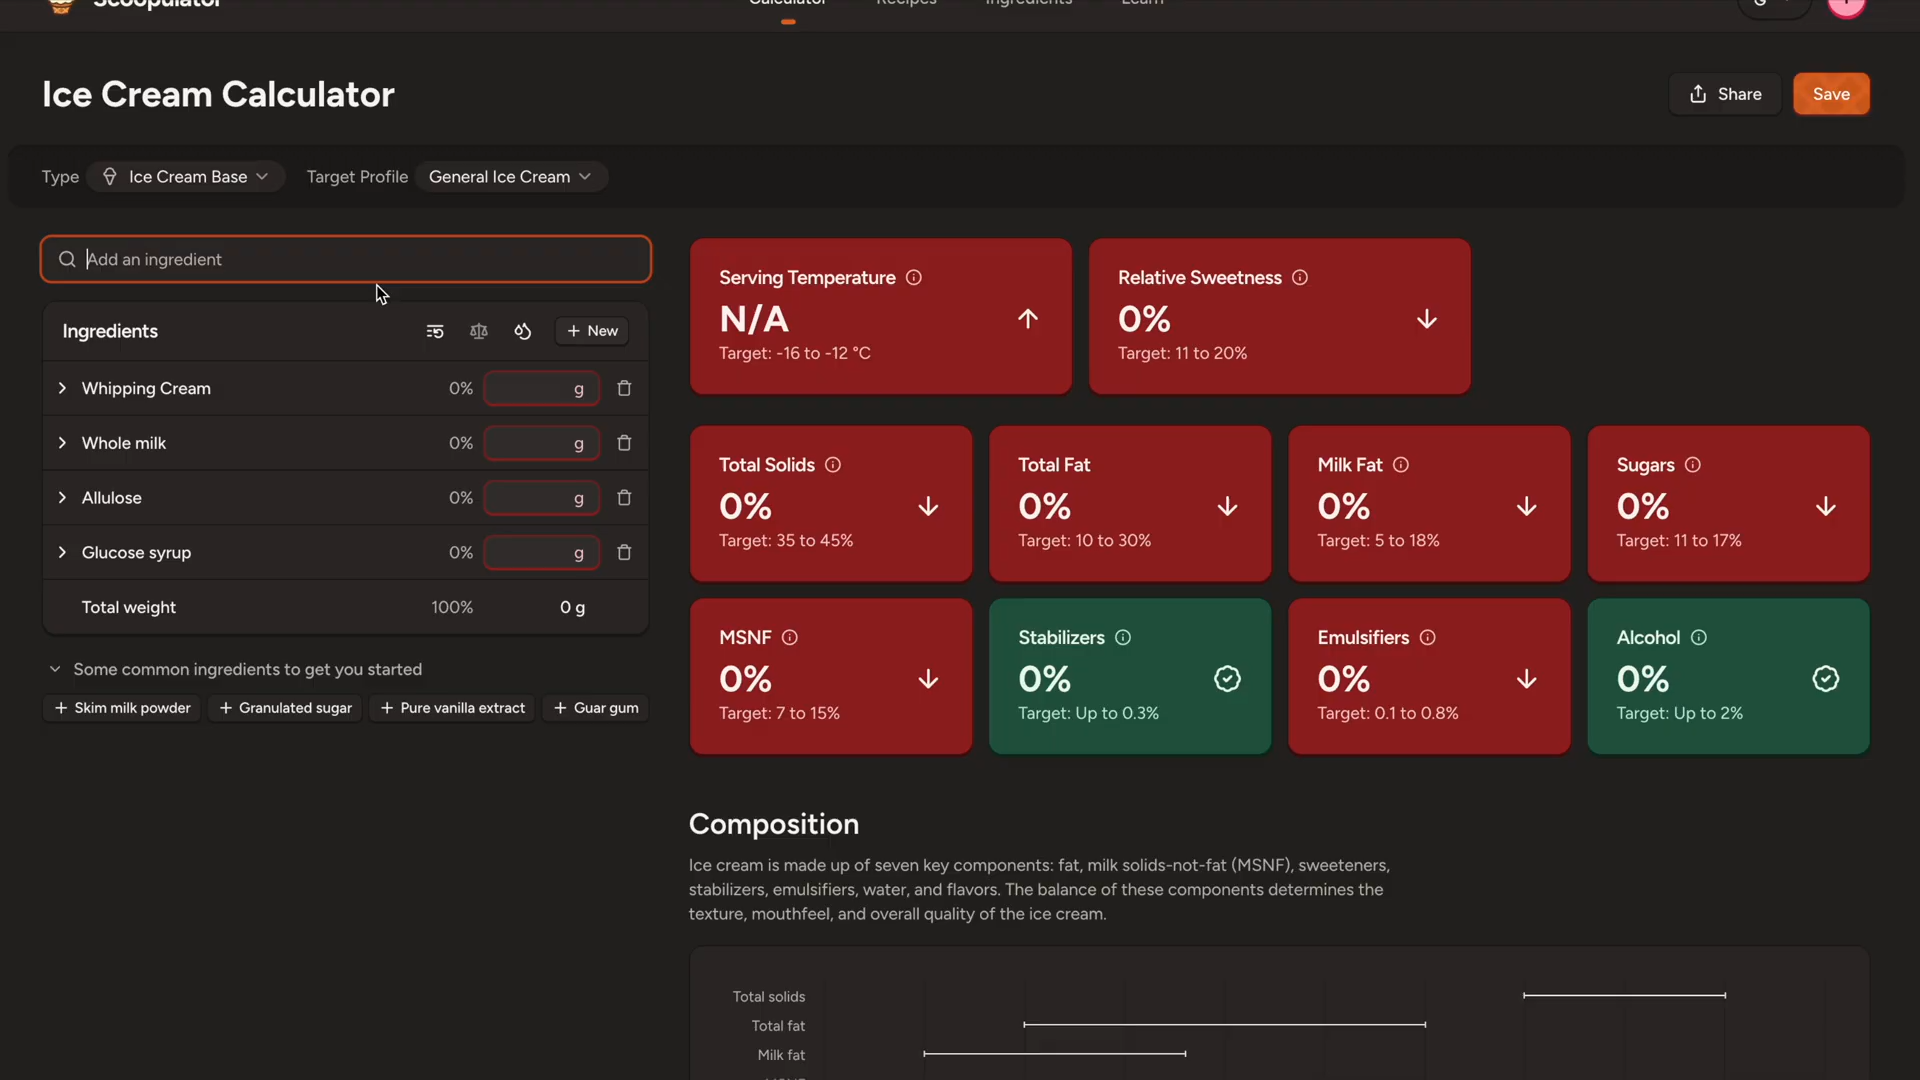 Scoopulator
Calculator
Recipes
Ingredients
Learn
G
Ice Cream Calculator
Share
Save
Type
Ice Cream Base
Target Profile
General Ice Cream
Add an ingredient
Ingredients
New
Whipping Cream 0% g
Whole milk 0% g
Allulose 0% g
Glucose syrup 0% g
Total weight 100% 0 g
Some common ingredients to get you started
Skim milk powder
Granulated sugar
Pure vanilla extract
Guar gum
Serving Temperature
N/A
Target: -16 to -12 °C
Relative Sweetness
0%
Target: 11 to 20%
Total Solids
0%
Target: 35 to 45%
Total Fat
0%
Target: 10 to 30%
Milk Fat
0%
Target: 5 to 18%
Sugars
0%
Target: 11 to 17%
MSNF
0%
Target: 7 to 15%
Stabilizers
0%
Target: Up to 0.3%
Emulsifiers
0%
Target: 0.1 to 0.8%
Alcohol
0%
Target: Up to 2%
Composition
Ice cream is made up of seven key components: fat, milk solids-not-fat (MSNF), sweeteners,
stabilizers, emulsifiers, water, and flavors. The balance of these components determines the
texture, mouthfeel, and overall quality of the ice cream.
Total solids
Total fat
Milk fat
MSNF